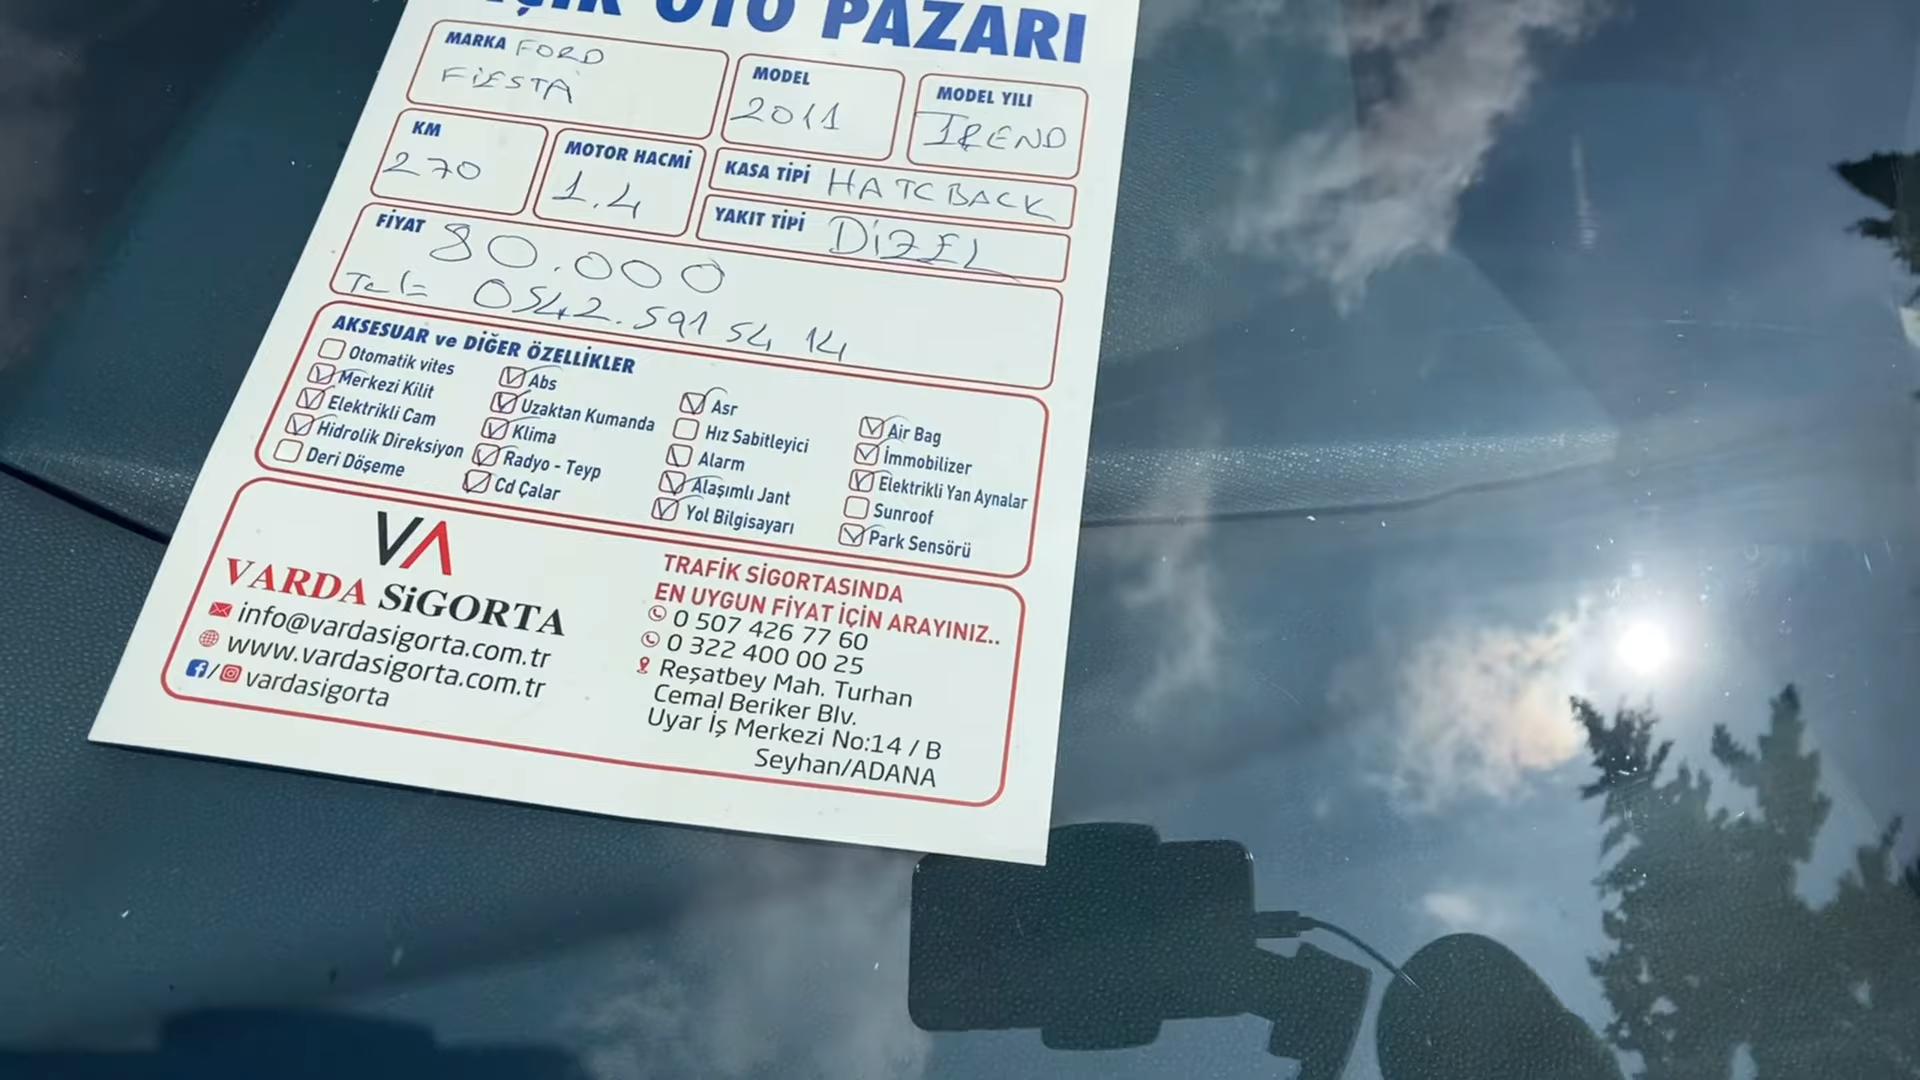 OTO PAZARI
MARKA FORD
FİESTA
MODEL
2011
MODEL YILI
TREND
KM
270
MOTOR HACMİ
1.4
KASA TİPİ HATCBACK
YAKIT TİPİ DİZEL
FİYAT 80.000
Tel= 0542.591 54 14
AKSESUAR ve DİĞER ÖZELLİKLER
Otomatik vites
Merkezi Kilit
Elektrikli Cam
Hidrolik Direksiyon
Deri Döşeme
Abs
Uzaktan Kumanda
Klima
Radyo - Teyp
Cd Çalar
Asr
Hız Sabitleyici
Alarm
Alaşımlı Jant
Yol Bilgisayarı
Air Bag
İmmobilizer
Elektrikli Yan Aynalar
Sunroof
Park Sensörü
VA
VARDA SiGORTA
info@vardasigorta.com.tr
www.vardasigorta.com.tr
f/ vardasigorta
TRAFİK SİGORTASINDA
EN UYGUN FİYAT İÇİN ARAYINIZ..
0 507 426 77 60
0 322 400 00 25
Reşatbey Mah. Turhan
Cemal Beriker Blv.
Uyar İş Merkezi No:14 / B
Seyhan/ADANA